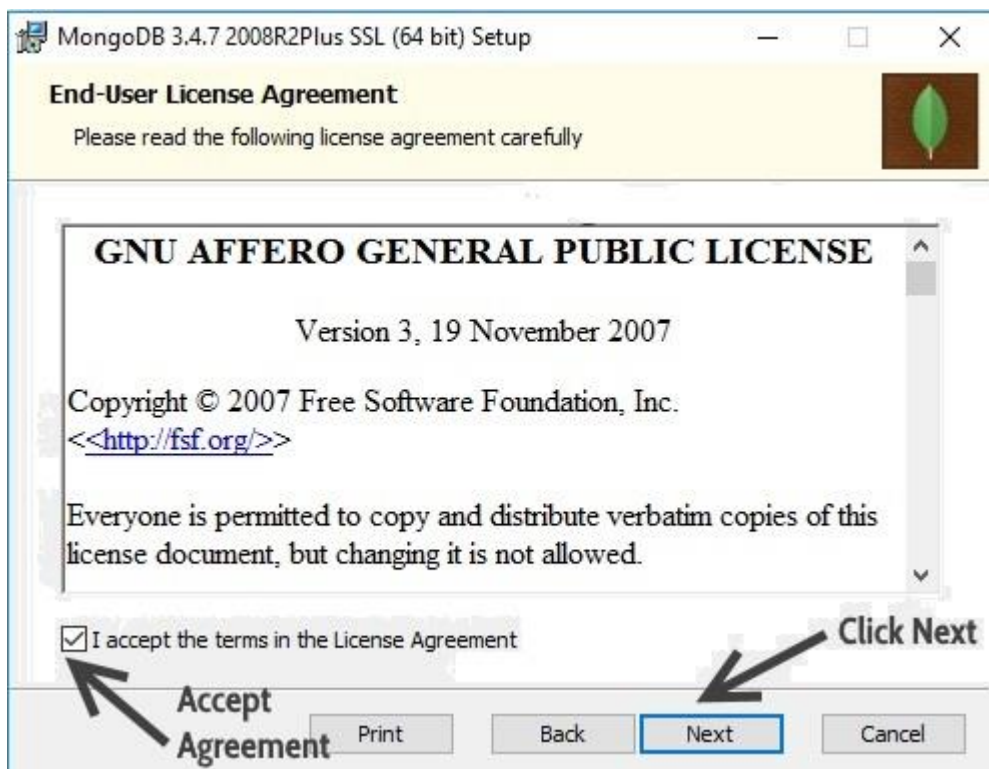 MongoDB 3.4.7 2008R2Plus SSL (64 bit) Setup
End-User License Agreement
Please read the following license agreement carefully
GNU AFFERO GENERAL PUBLIC LICENSE
Version 3, 19 November 2007
Copyright © 2007 Free Software Foundation, Inc.
<<http://fsf.org/>>
Everyone is permitted to copy and distribute verbatim copies of this
license document, but changing it is not allowed.
I accept the terms in the License Agreement
Click Next
Accept
Agreement
Print
Back
Next
Cancel